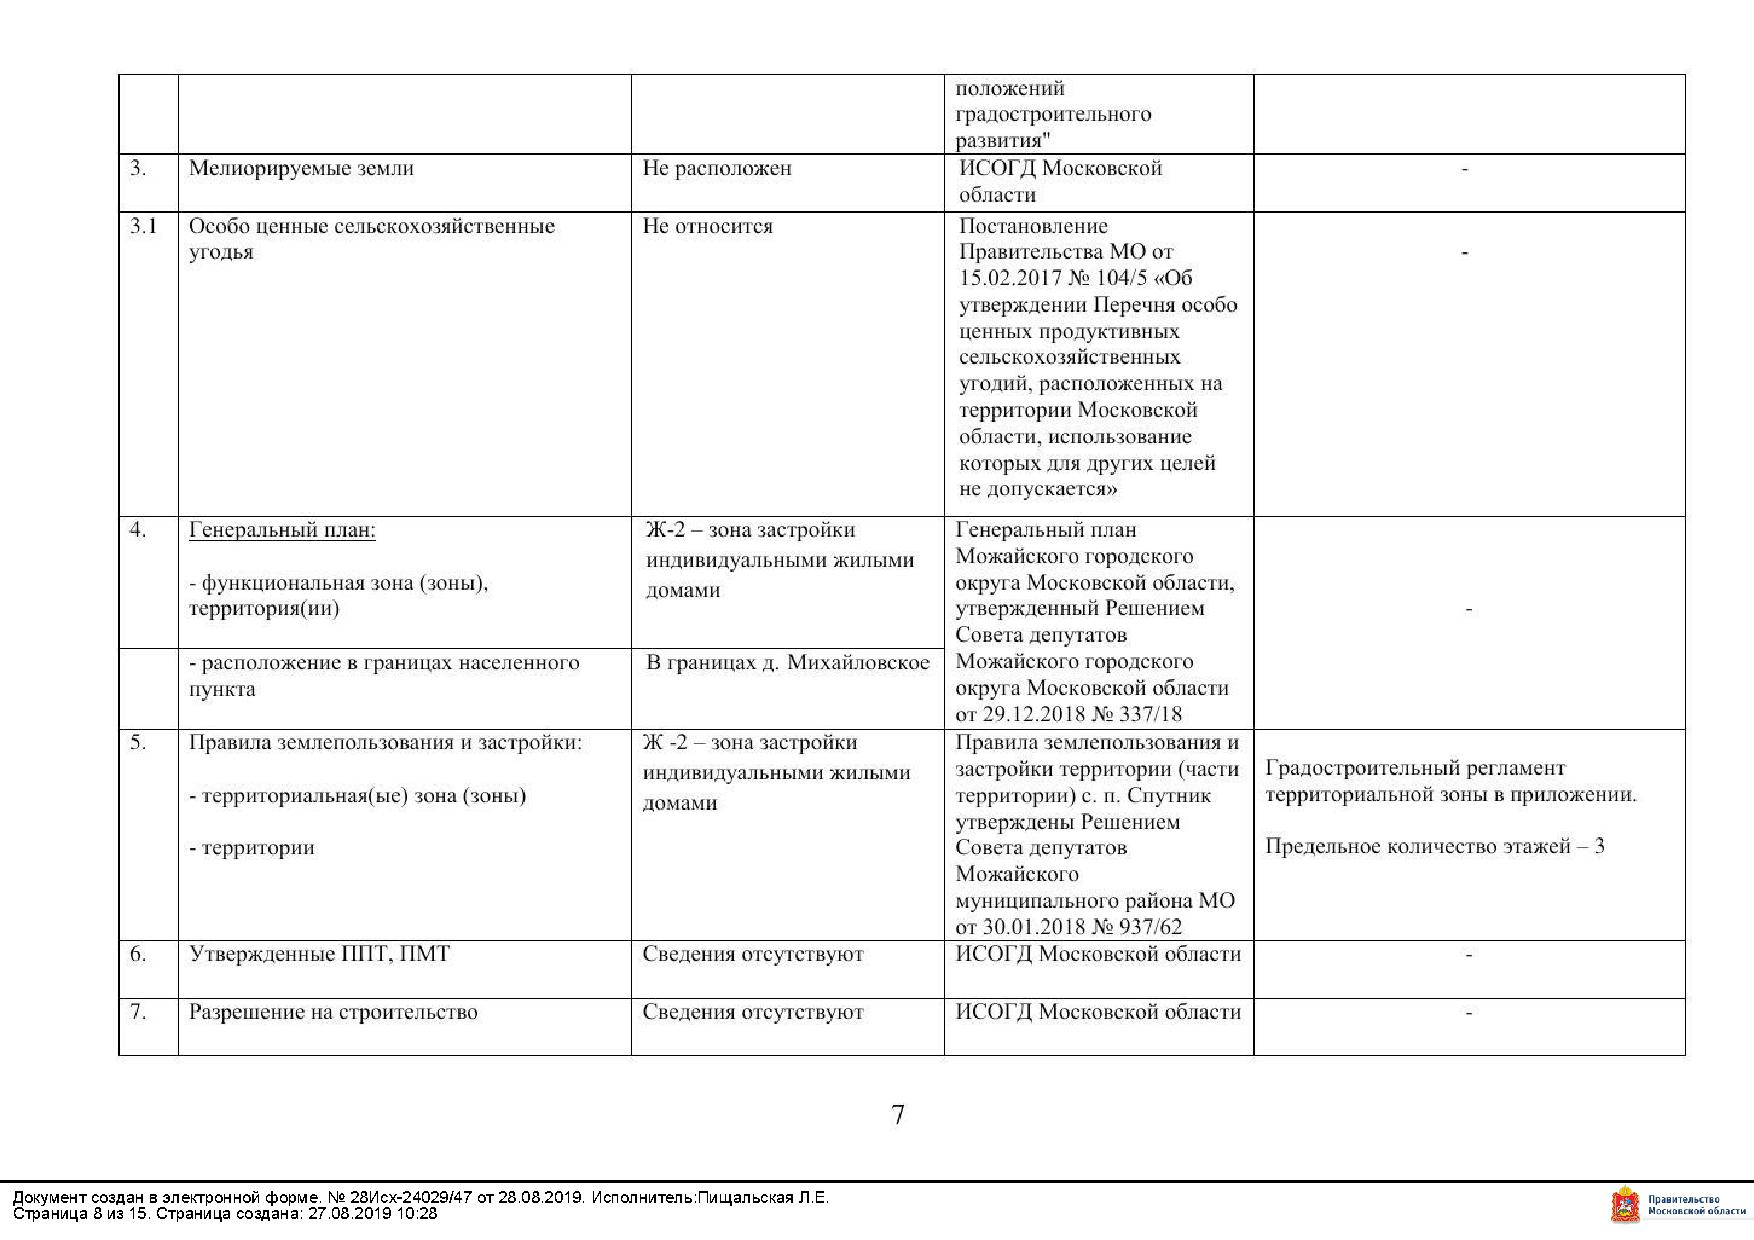 положений
градостроительного
развития"
3.
Мелиорируемые земли
Не расположен
ИСОГД Московской
области
-
3.1
Особо ценные сельскохозяйственные
угодья
Не относится
Постановление
Правительства МО от
15.02.2017 № 104/5 «Об
утверждении Перечня особо
ценных продуктивных
сельскохозяйственных
угодий, расположенных на
территории Московской
области, использование
которых для других целей
не допускается»
-
4.
Генеральный план:
- функциональная зона (зоны),
территория(ии)
Ж-2 – зона застройки
индивидуальными жилыми
домами
Генеральный план
Можайского городского
округа Московской области,
утвержденный Решением
Совета депутатов
Можайского городского
округа Московской области
от 29.12.2018 № 337/18
-
- расположение в границах населенного
пункта
В границах д. Михайловское
5.
Правила землепользования и застройки:
- территориальная(ые) зона (зоны)
- территории
Ж -2 – зона застройки
индивидуальными жилыми
домами
Правила землепользования и
застройки территории (части
территории) с. п. Спутник
утверждены Решением
Совета депутатов
Можайского
муниципального района МО
от 30.01.2018 № 937/62
Градостроительный регламент
территориальной зоны в приложении.
Предельное количество этажей – 3
6.
Утвержденные ППТ, ПМТ
Сведения отсутствуют
ИСОГД Московской области
-
7.
Разрешение на строительство
Сведения отсутствуют
ИСОГД Московской области
-
7
Документ создан в электронной форме. № 28Исх-24029/47 от 28.08.2019. Исполнитель:Пищальская Л.Е.
Страница 8 из 15. Страница создана: 27.08.2019 10:28
Правительство
Московской области